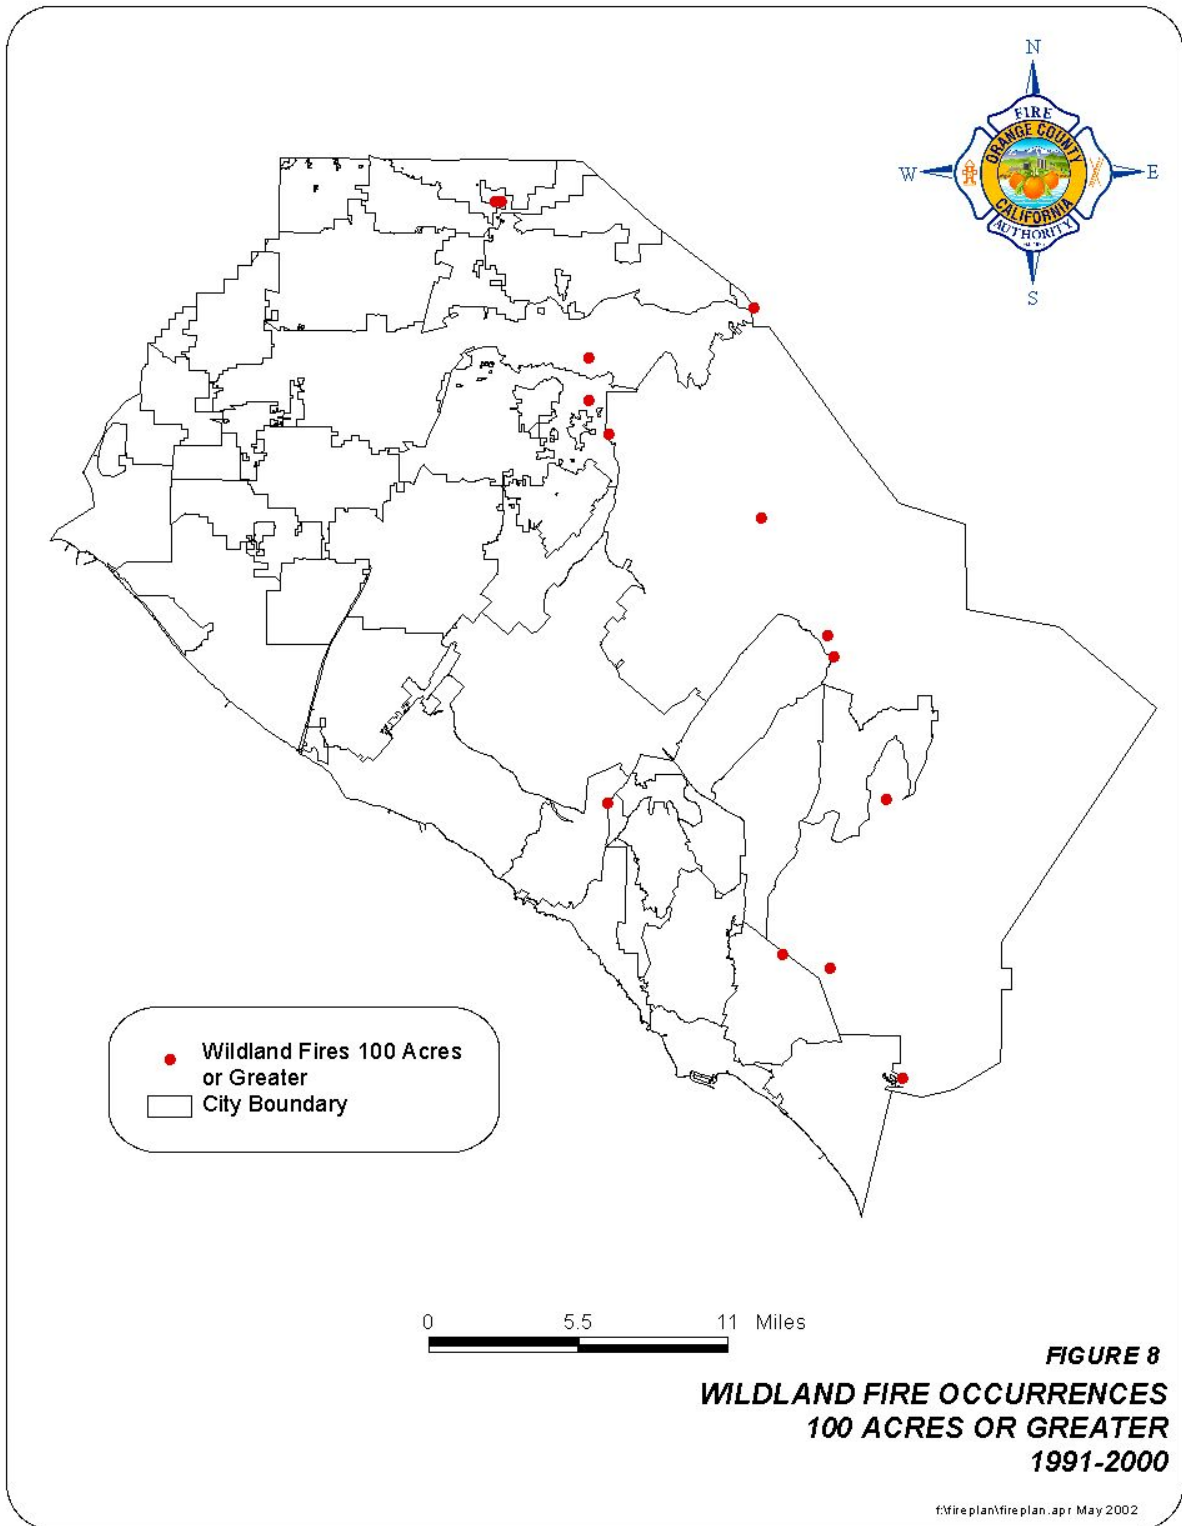 N
FIRE
ORANGE COUNTY
W
E
CALIFORNIA
AUTHORITY
S
Wildland Fires 100 Acres
or Greater
City Boundary
0 5.5 11 Miles
FIGURE 8
WILDLAND FIRE OCCURRENCES
100 ACRES OR GREATER
1991-2000
f:\fireplan\fireplan.apr May 2002